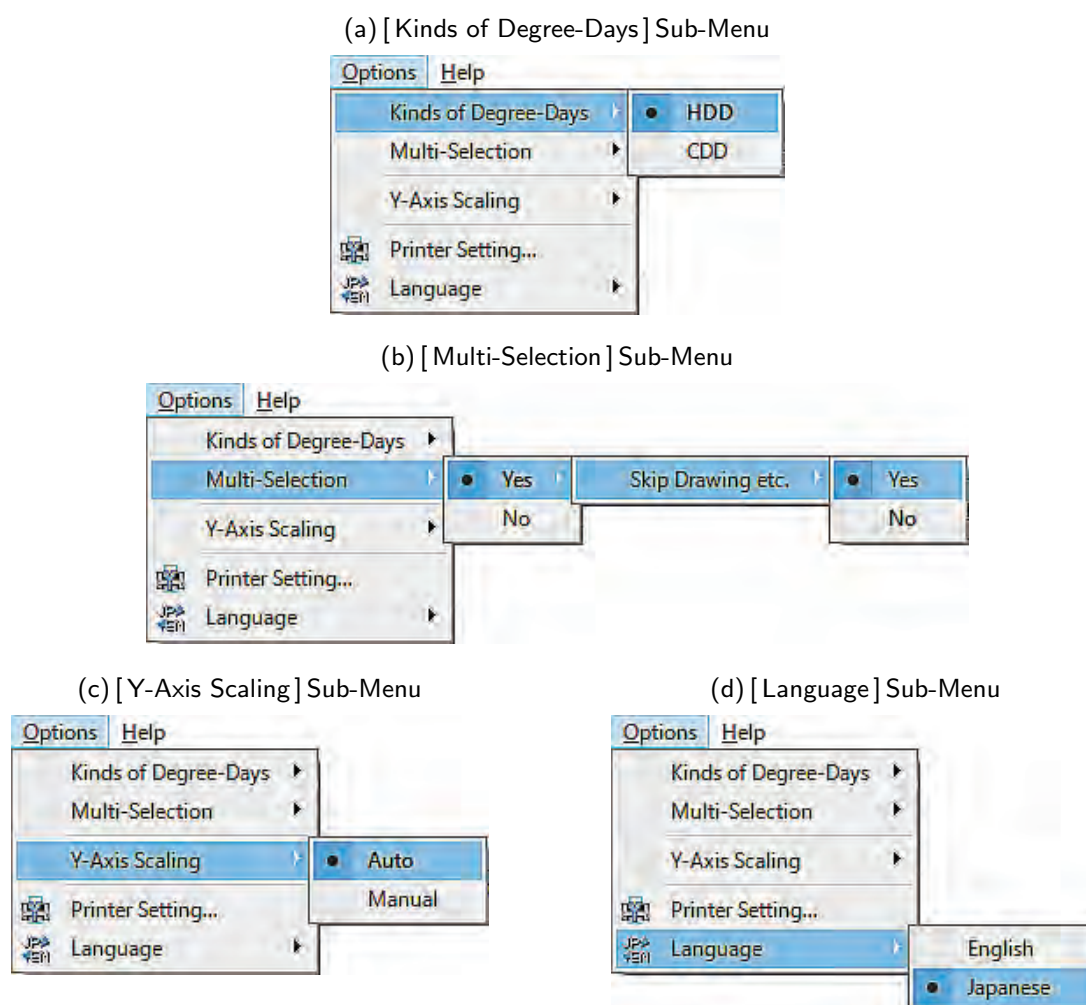 (a) [Kinds of Degree-Days] Sub-Menu
Options Help
Kinds of Degree-Days HDD
Multi-Selection CDD
Y-Axis Scaling
Printer Setting...
Language
(b) [Multi-Selection] Sub-Menu
Options Help
Kinds of Degree-Days
Multi-Selection Yes Skip Drawing etc. Yes
No No
Y-Axis Scaling
Printer Setting...
Language
(c) [Y-Axis Scaling] Sub-Menu
Options Help
Kinds of Degree-Days
Multi-Selection
Y-Axis Scaling Auto
Manual
Printer Setting...
Language
(d) [Language] Sub-Menu
Options Help
Kinds of Degree-Days
Multi-Selection
Y-Axis Scaling
Printer Setting...
Language English
Japanese